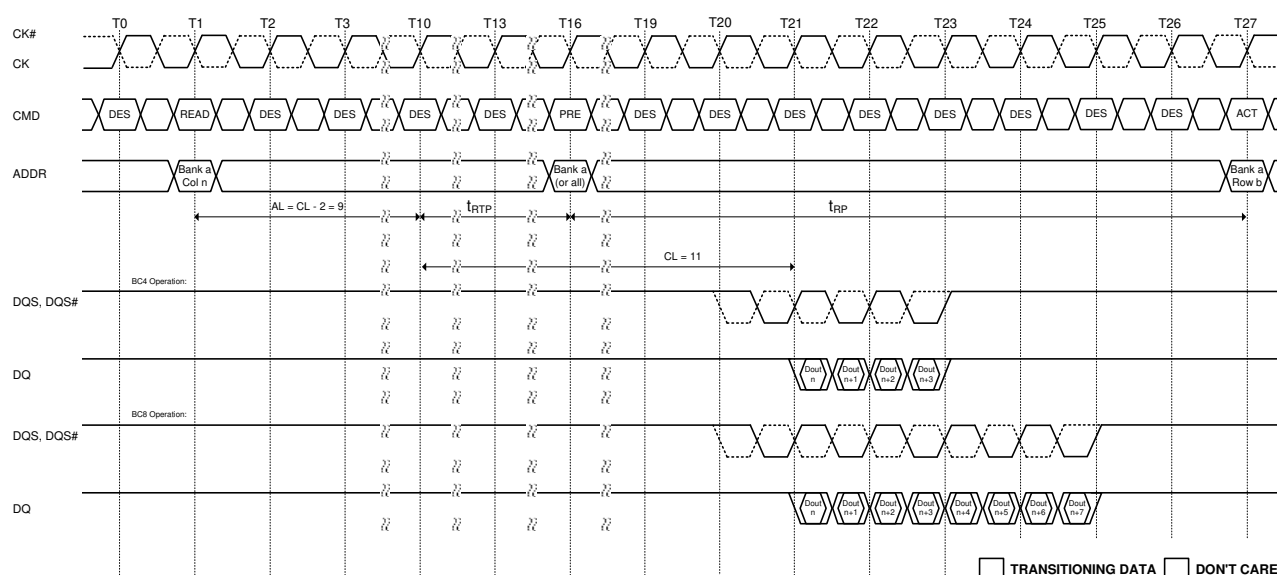 T0 T1 T2 T3 T10 T13 T16 T19 T20 T21 T22 T23 T24 T25 T26 T27
CK#
CK
CMD DES READ DES DES DES DES PRE DES DES DES DES DES DES DES DES ACT
ADDR
Bank a
Col n
Bank a
(or all)
Bank a
Row b
AL = CL - 2 = 9 tRTP tRP
CL = 11
BC4 Operation:
DQS, DQS#
DQ
Dout
n
Dout
n+1
Dout
n+2
Dout
n+3
BC8 Operation:
DQS, DQS#
DQ
Dout
n
Dout
n+1
Dout
n+2
Dout
n+3
Dout
n+4
Dout
n+5
Dout
n+6
Dout
n+7
TRANSITIONING DATA DON'T CARE